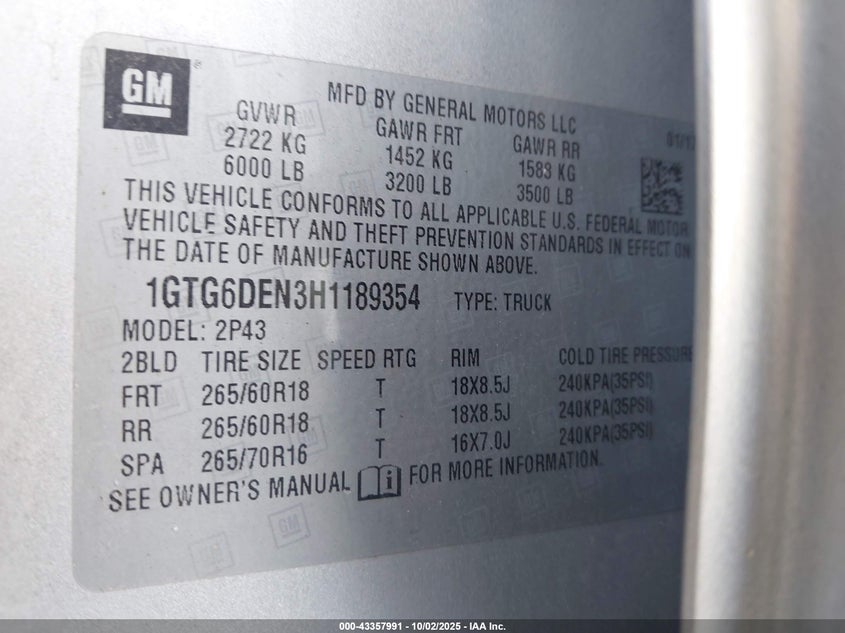 GM
MFD BY GENERAL MOTORS LLC
GVWR GAWR FRT GAWR RR
2722 KG 1452 KG 1583 KG
6000 LB 3200 LB 3500 LB
THIS VEHICLE CONFORMS TO ALL APPLICABLE U.S. FEDERAL MOTOR
VEHICLE SAFETY AND THEFT PREVENTION STANDARDS IN EFFECT ON
THE DATE OF MANUFACTURE SHOWN ABOVE.
1GTG6DEN3H1189354 TYPE: TRUCK
MODEL: 2P43
2BLD TIRE SIZE SPEED RTG RIM COLD TIRE PRESSURE
FRT 265/60R18 T 18X8.5J 240KPA(35PSI)
RR 265/60R18 T 18X8.5J 240KPA(35PSI)
SPA 265/70R16 T 16X7.0J 240KPA(35PSI)
SEE OWNER'S MANUAL FOR MORE INFORMATION.
000-43357991 - 10/02/2025 - IAA Inc.